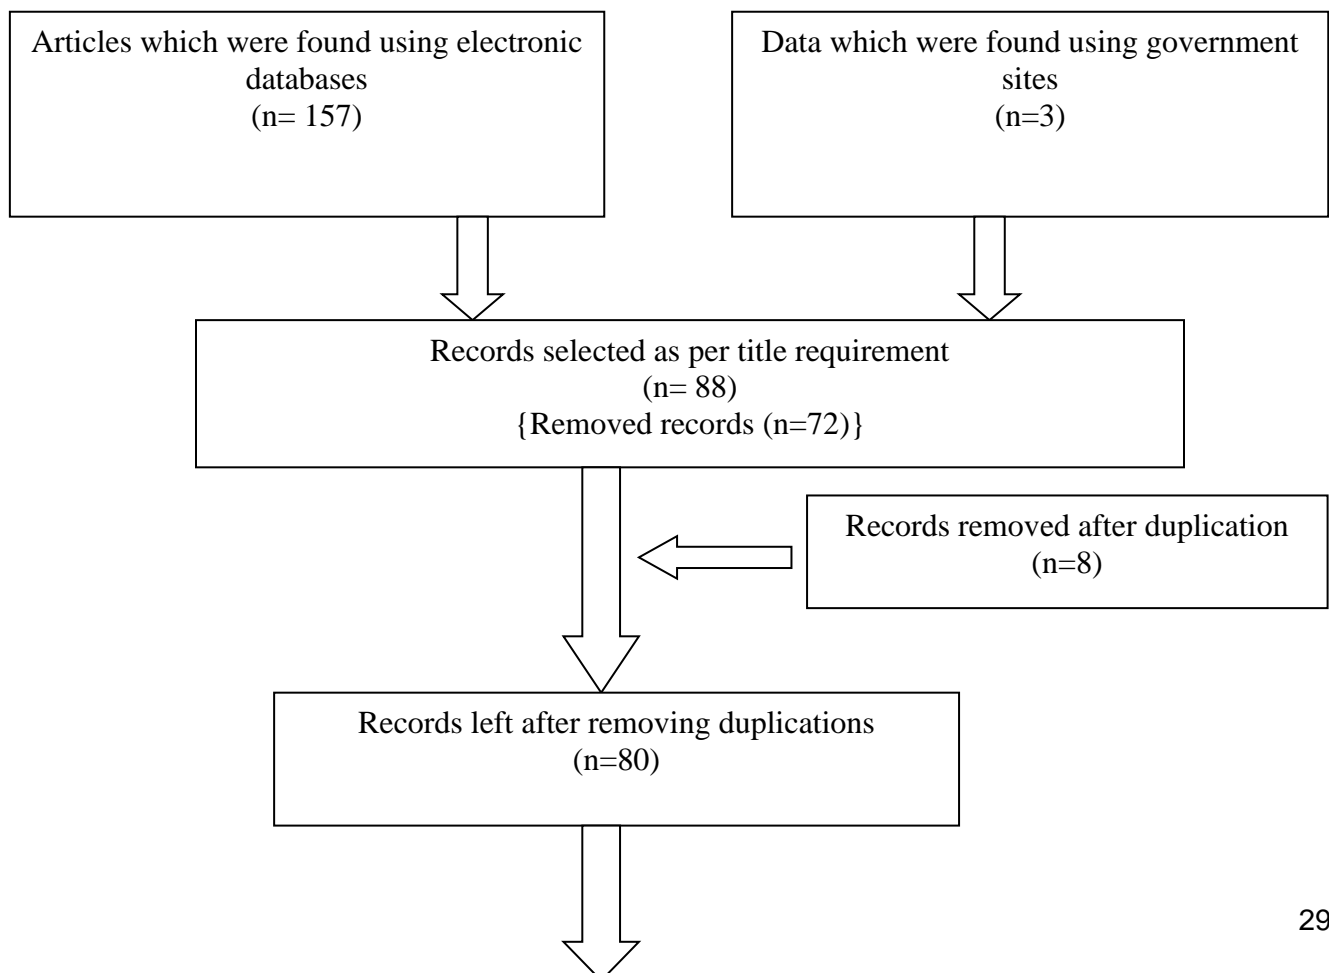 Articles which were found using electronic
databases
(n= 157)
Data which were found using government
sites
(n=3)
Records selected as per title requirement
(n= 88)
{Removed records (n=72)}
Records removed after duplication
(n=8)
Records left after removing duplications
(n=80)
29